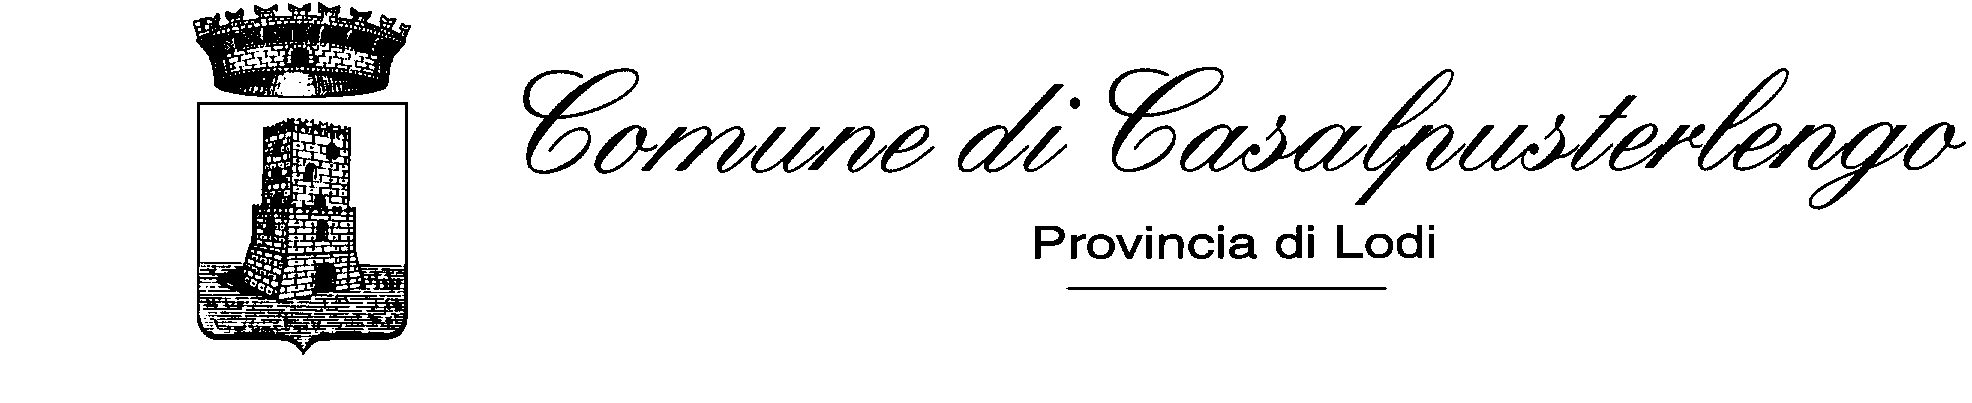 Comune di Casalpusterlengo
Provincia di Lodi